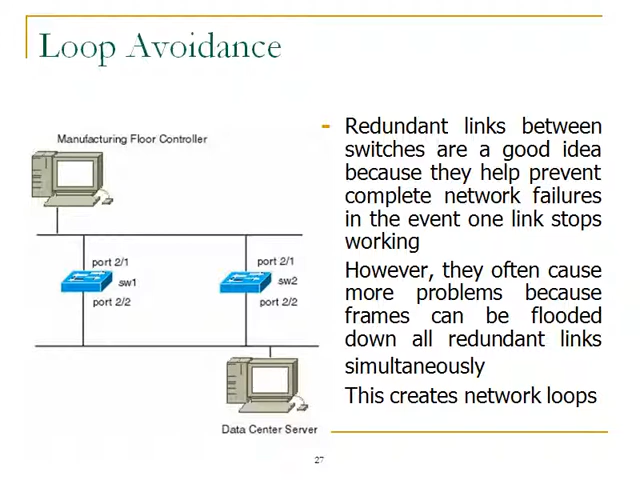 Loop Avoidance
Manufacturing Floor Controller
port 2/1
sw1
port 2/2
port 2/1
sw2
port 2/2
Data Center Server
- Redundant links between
switches are a good idea
because they help prevent
complete network failures
in the event one link stops
working
However, they often cause
more problems because
frames can be flooded
down all redundant links
simultaneously
This creates network loops
27